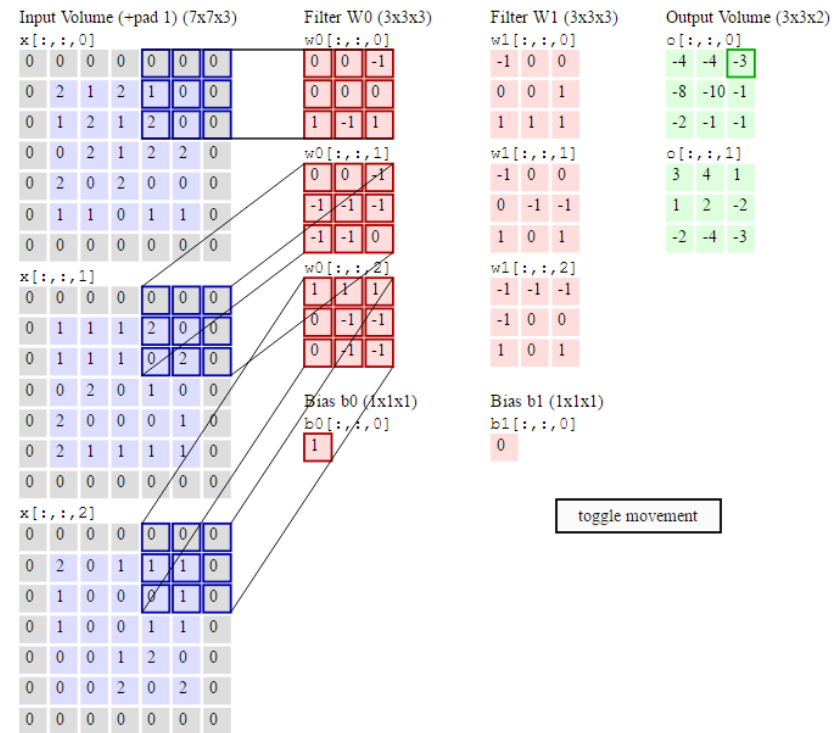 Input Volume (+pad 1) (7x7x3)
x[:,:,0]
0 0 0 0 0 0 0
0 2 1 2 1 0 0
0 1 2 1 2 0 0
0 0 2 1 2 2 0
0 2 0 2 0 0 0
0 1 1 0 1 1 0
0 0 0 0 0 0 0
x[:,:,1]
0 0 0 0 0 0 0
0 1 1 1 2 0 0
0 1 1 1 0 2 0
0 0 2 0 1 0 0
0 2 0 0 0 1 0
0 2 1 1 1 1 0
0 0 0 0 0 0 0
x[:,:,2]
0 0 0 0 0 0 0
0 2 0 1 1 1 0
0 1 0 0 0 1 0
0 1 0 0 1 1 0
0 0 0 1 2 0 0
0 0 0 2 0 2 0
0 0 0 0 0 0 0
Filter W0 (3x3x3)
w0[:,:,0]
0 0 -1
0 0 0
1 -1 1
w0[:,:,1]
0 0 -1
-1 -1 -1
-1 -1 0
w0[:,:,2]
1 1 1
0 -1 -1
0 -1 -1
Bias b0 (1x1x1)
b0[:,:,0]
1
Filter W1 (3x3x3)
w1[:,:,0]
-1 0 0
0 0 1
1 1 1
w1[:,:,1]
-1 0 0
0 -1 -1
1 0 1
w1[:,:,2]
-1 -1 -1
-1 0 0
1 0 1
Bias b1 (1x1x1)
b1[:,:,0]
0
Output Volume (3x3x2)
o[:,:,0]
-4 -4 -3
-8 -10 -1
-2 -1 -1
o[:,:,1]
3 4 1
1 2 -2
-2 -4 -3
toggle movement